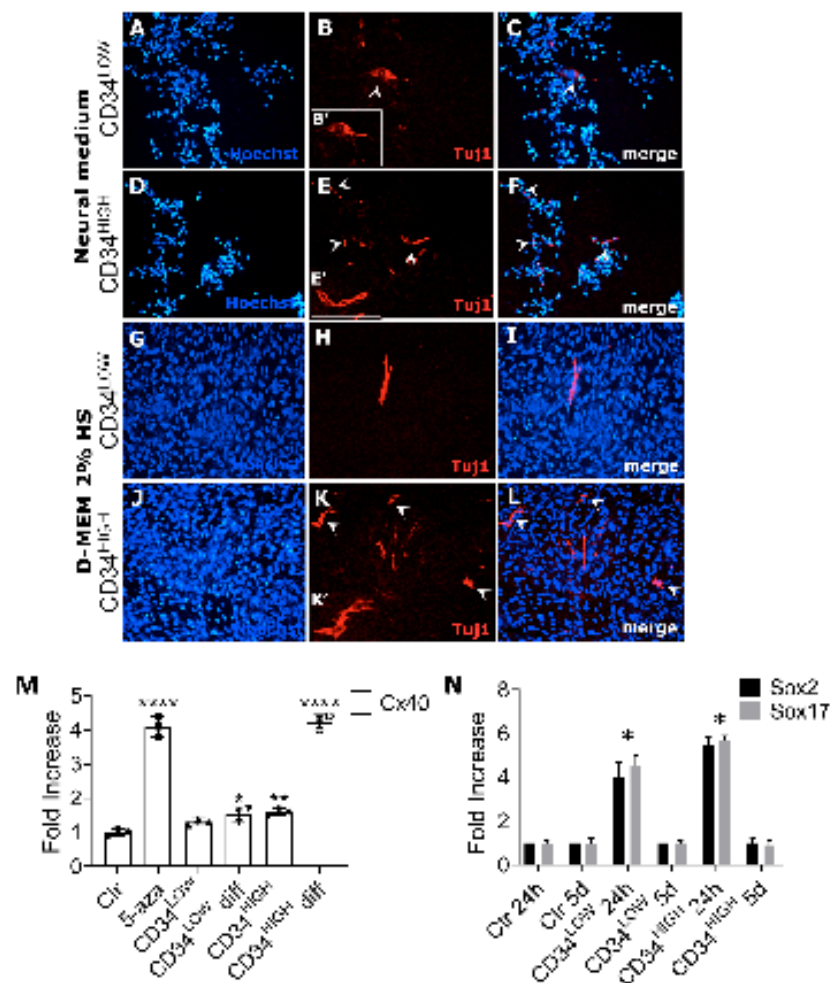 A
B
C
CD34LOW
B'
Hoechst
Tuj1
merge
Neural medium
D
E
F
CD34HIGH
E'
Hoechst
Tuj1
merge
G
H
I
CD34LOW
Tuj1
merge
D-MEM 2% HS
J
K
L
CD34HIGH
K'
Tuj1
merge
M
Fold Increase
5
4
3
2
1
0
****
*
**
****
Cx40
Ctr
5-aza
CD34LOW
CD34LOW diff
CD34HIGH
CD34HIGH diff
N
Fold Increase
8
6
4
2
0
*
*
Sox2
Sox17
Ctr 24h
Ctr 5d
CD34LOW 24h
CD34LOW 5d
CD34HIGH 24h
CD34HIGH 5d